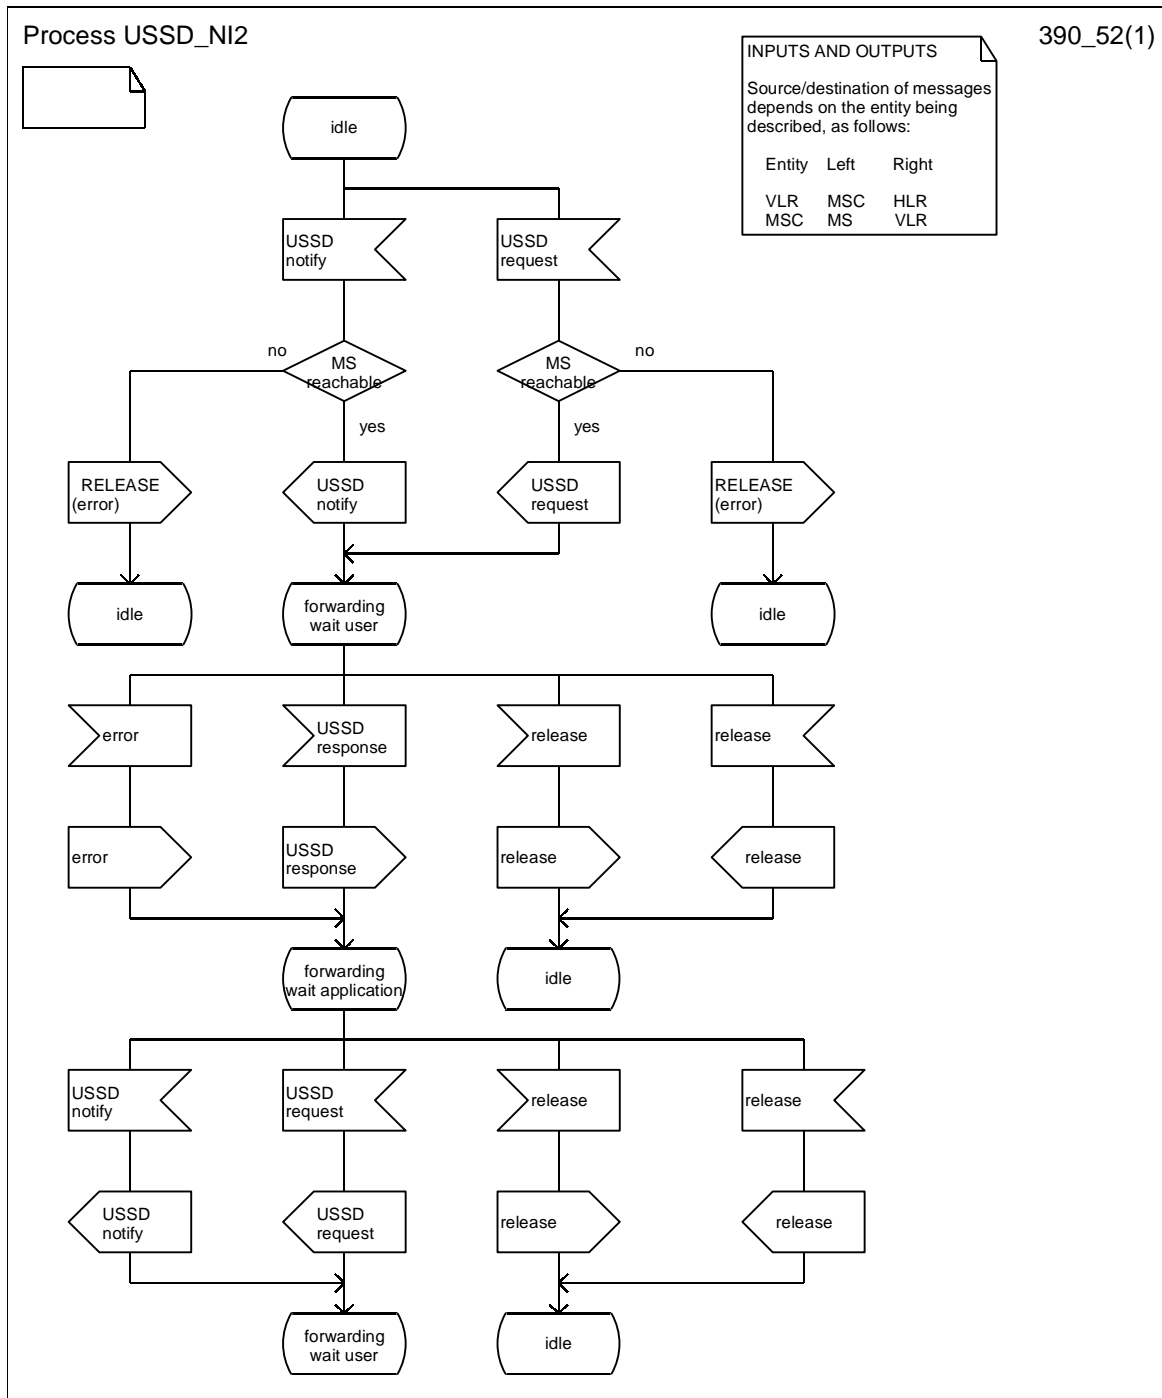 Process USSD_NI2
390_52(1)
INPUTS AND OUTPUTS
Source/destination of messages
depends on the entity being
described, as follows:
Entity Left Right
VLR MSC HLR
MSC MS VLR
idle
USSD
notify
USSD
request
no
MS
reachable
yes
MS
reachable
no
yes
RELEASE
(error)
USSD
notify
USSD
request
RELEASE
(error)
idle
forwarding
wait user
idle
error
USSD
response
release
release
error
USSD
response
release
release
forwarding
wait application
idle
USSD
notify
USSD
request
release
release
USSD
notify
USSD
request
release
release
forwarding
wait user
idle